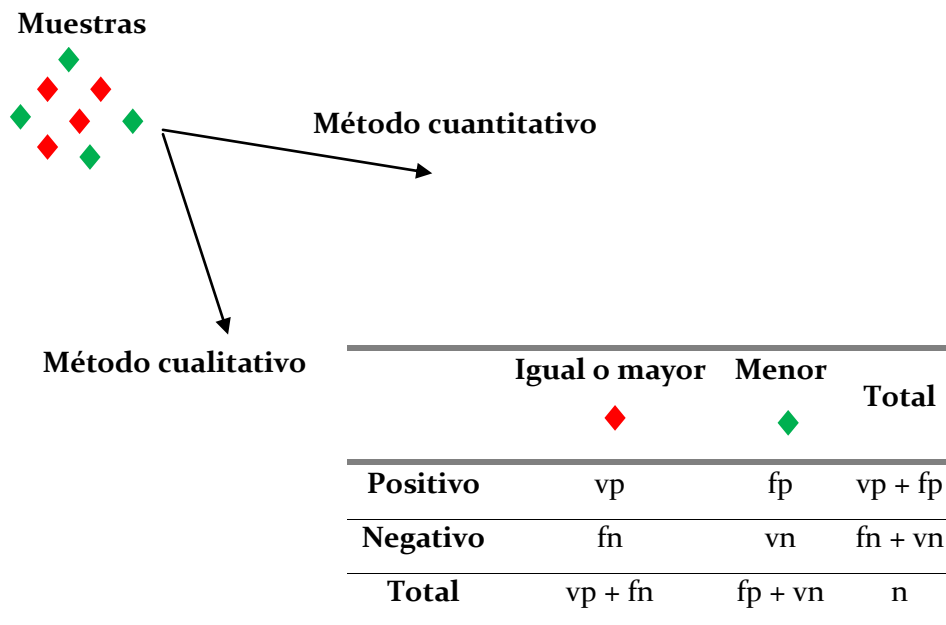 Muestras
Método cuantitativo
Método cualitativo
Igual o mayor Menor Total
Positivo vp fp vp + fp
Negativo fn vn fn + vn
Total vp + fn fp + vn n